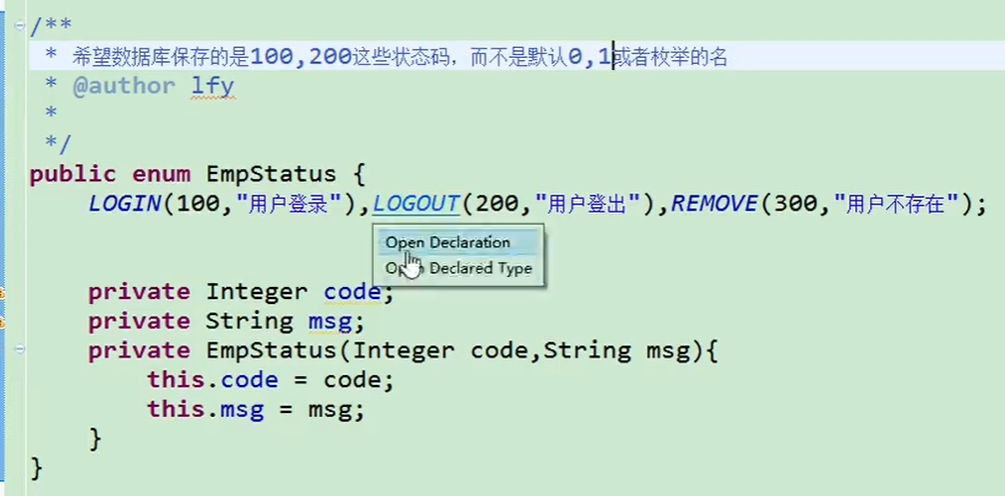 /**
 * 希望数据库保存的是100,200这些状态码，而不是默认0,1或者枚举的名
 * @author lfy
 *
 */
public enum EmpStatus {
    LOGIN(100,"用户登录"),LOGOUT(200,"用户登出"),REMOVE(300,"用户不存在");
Open Declaration
Open Declared Type
    private Integer code;
    private String msg;
    private EmpStatus(Integer code,String msg){
        this.code = code;
        this.msg = msg;
    }
}